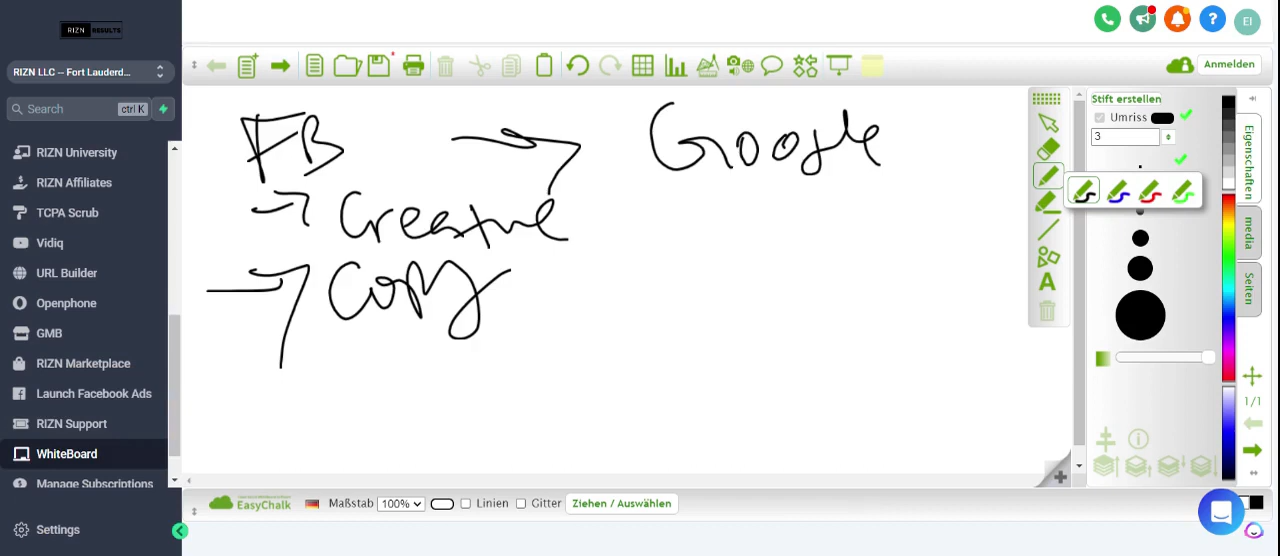 RIZN RESULTS
EI
RIZN LLC -- Fort Lauderd...
Search
ctrl K
Anmelden
RIZN University
RIZN Affiliates
TCPA Scrub
Vidiq
URL Builder
Openphone
GMB
RIZN Marketplace
Launch Facebook Ads
RIZN Support
WhiteBoard
Manage Subscriptions
Settings
FB → Google
→ Creative
→ Copy
Stift erstellen
Umriss
3
Eigenschaften
media
Seiten
1/1
EasyChalk
Maßstab 100% Linien Gitter Ziehen / Auswählen